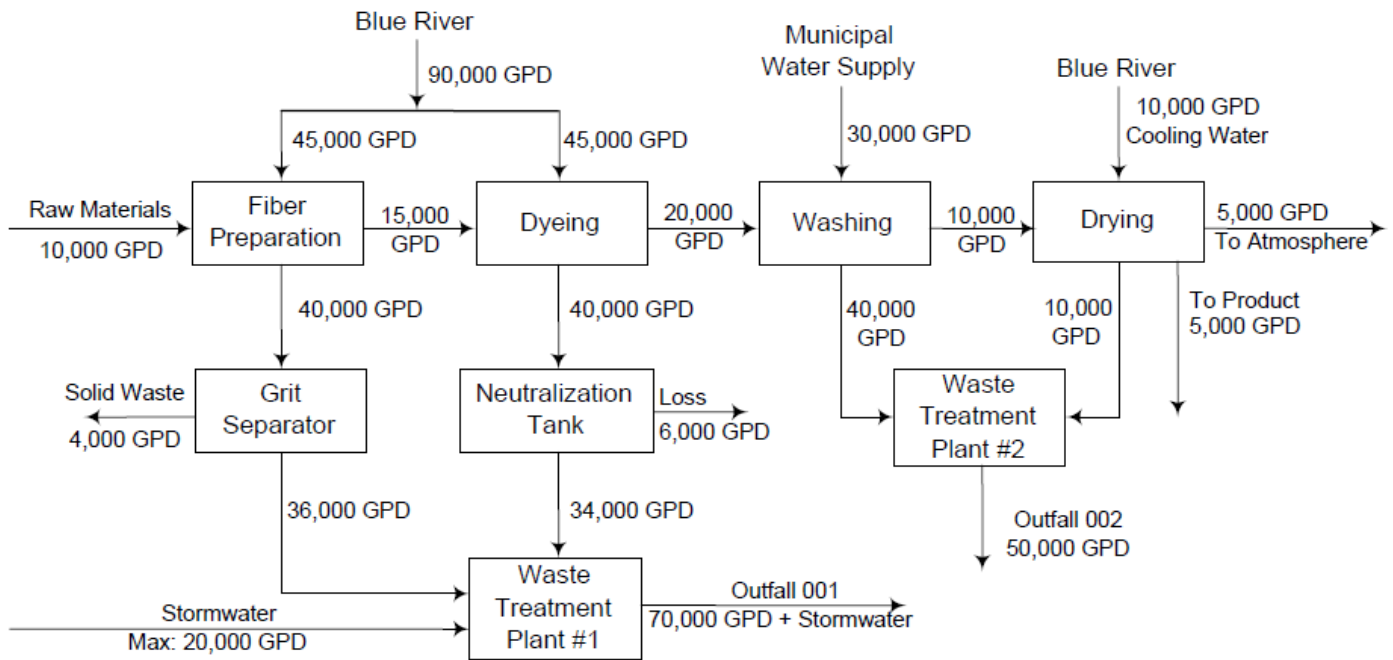 Blue River
90,000 GPD
45,000 GPD
45,000 GPD
Municipal
Water Supply
30,000 GPD
Blue River
10,000 GPD
Cooling Water
Raw Materials
10,000 GPD
Fiber
Preparation
15,000
GPD
Dyeing
20,000
GPD
Washing
10,000
GPD
Drying
5,000 GPD
To Atmosphere
40,000 GPD
40,000 GPD
40,000
GPD
10,000
GPD
To Product
5,000 GPD
Solid Waste
4,000 GPD
Grit
Separator
Neutralization
Tank
Loss
6,000 GPD
Waste
Treatment
Plant #2
36,000 GPD
34,000 GPD
Outfall 002
50,000 GPD
Stormwater
Max: 20,000 GPD
Waste
Treatment
Plant #1
Outfall 001
70,000 GPD + Stormwater